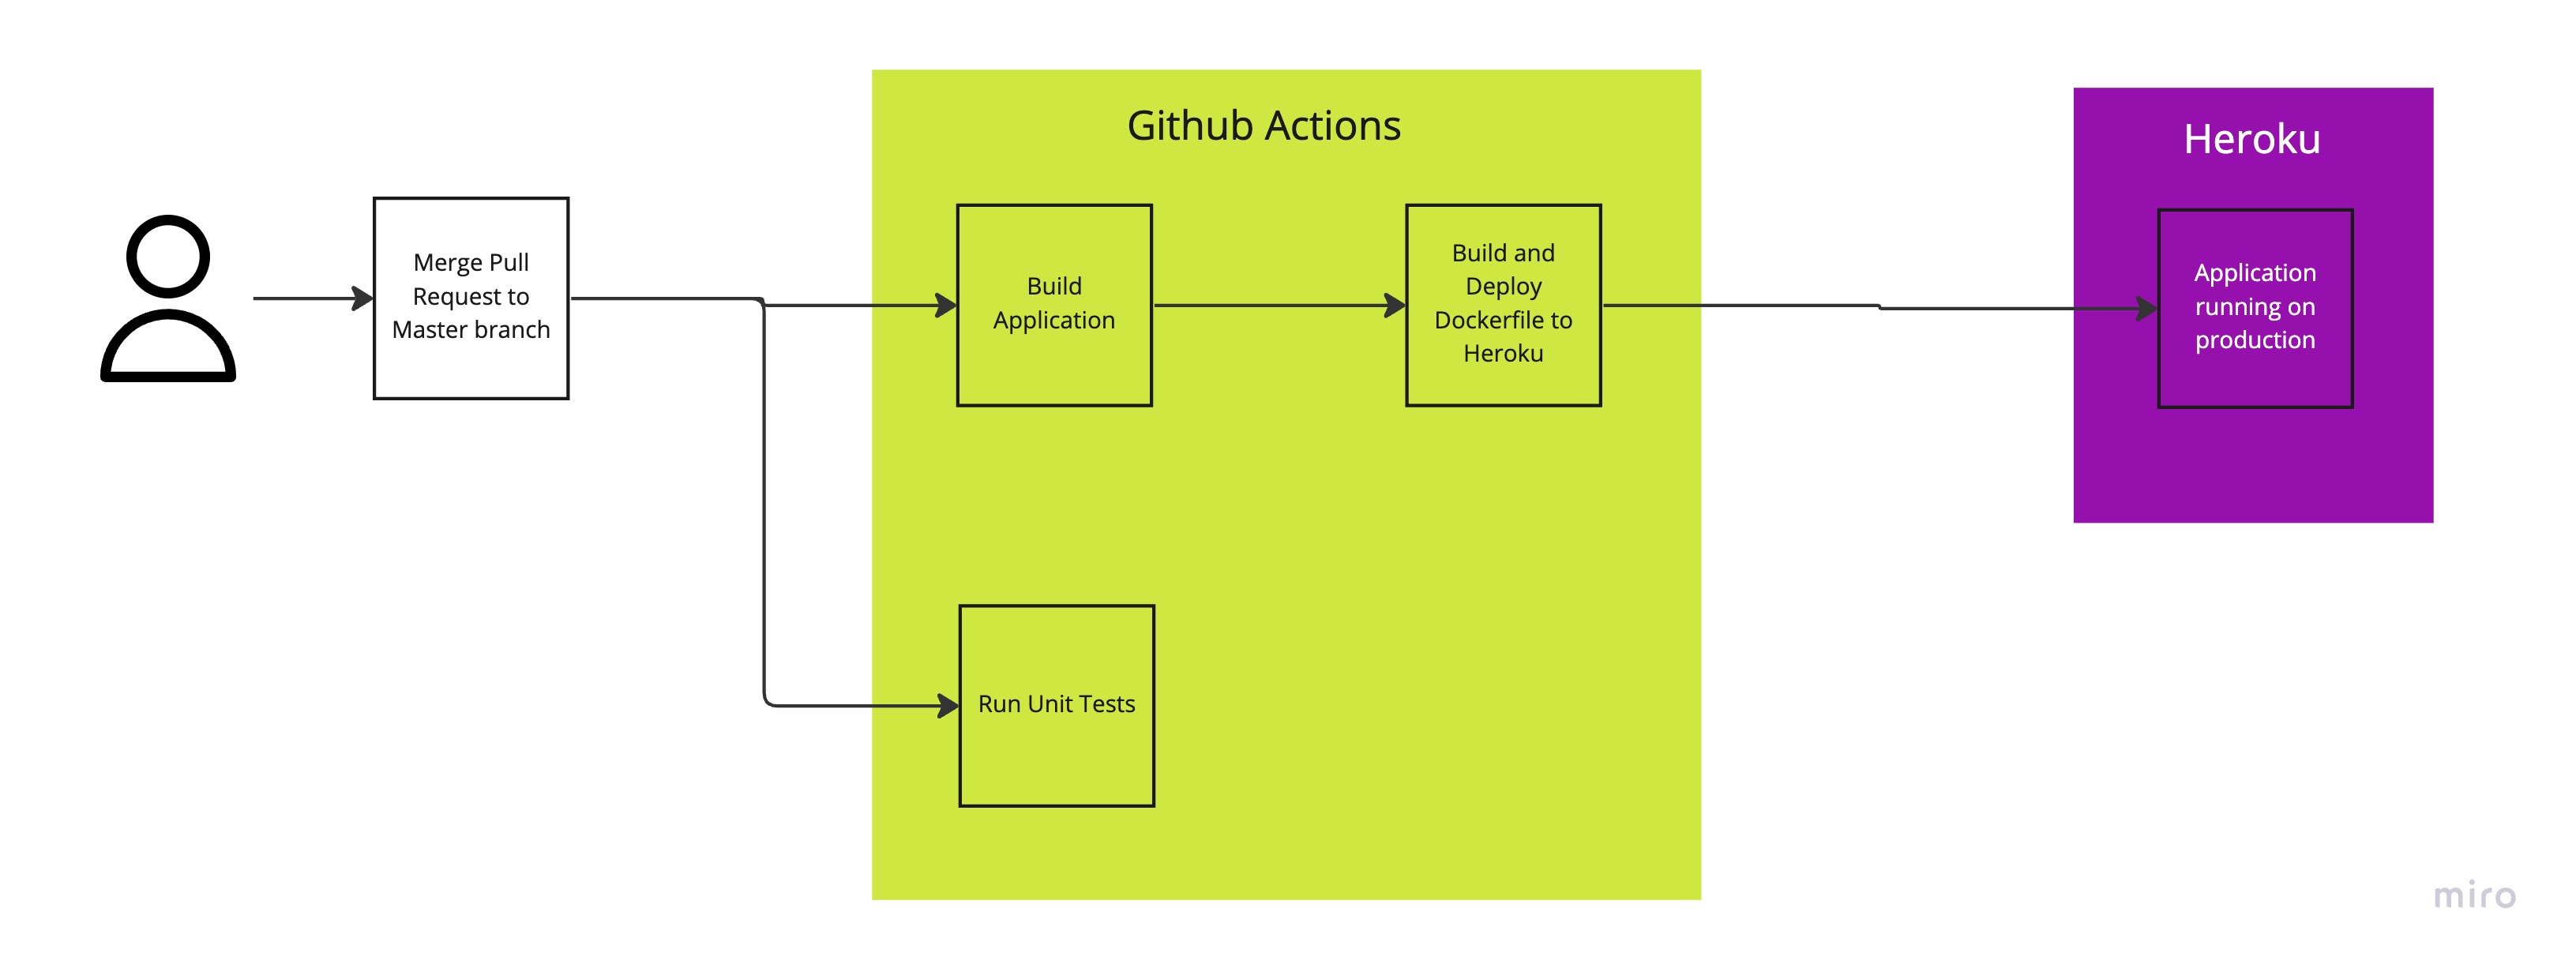 Github Actions
Heroku
Merge Pull
Request to
Master branch
Build
Application
Build and
Deploy
Dockerfile to
Heroku
Application
running on
production
Run Unit Tests
miro